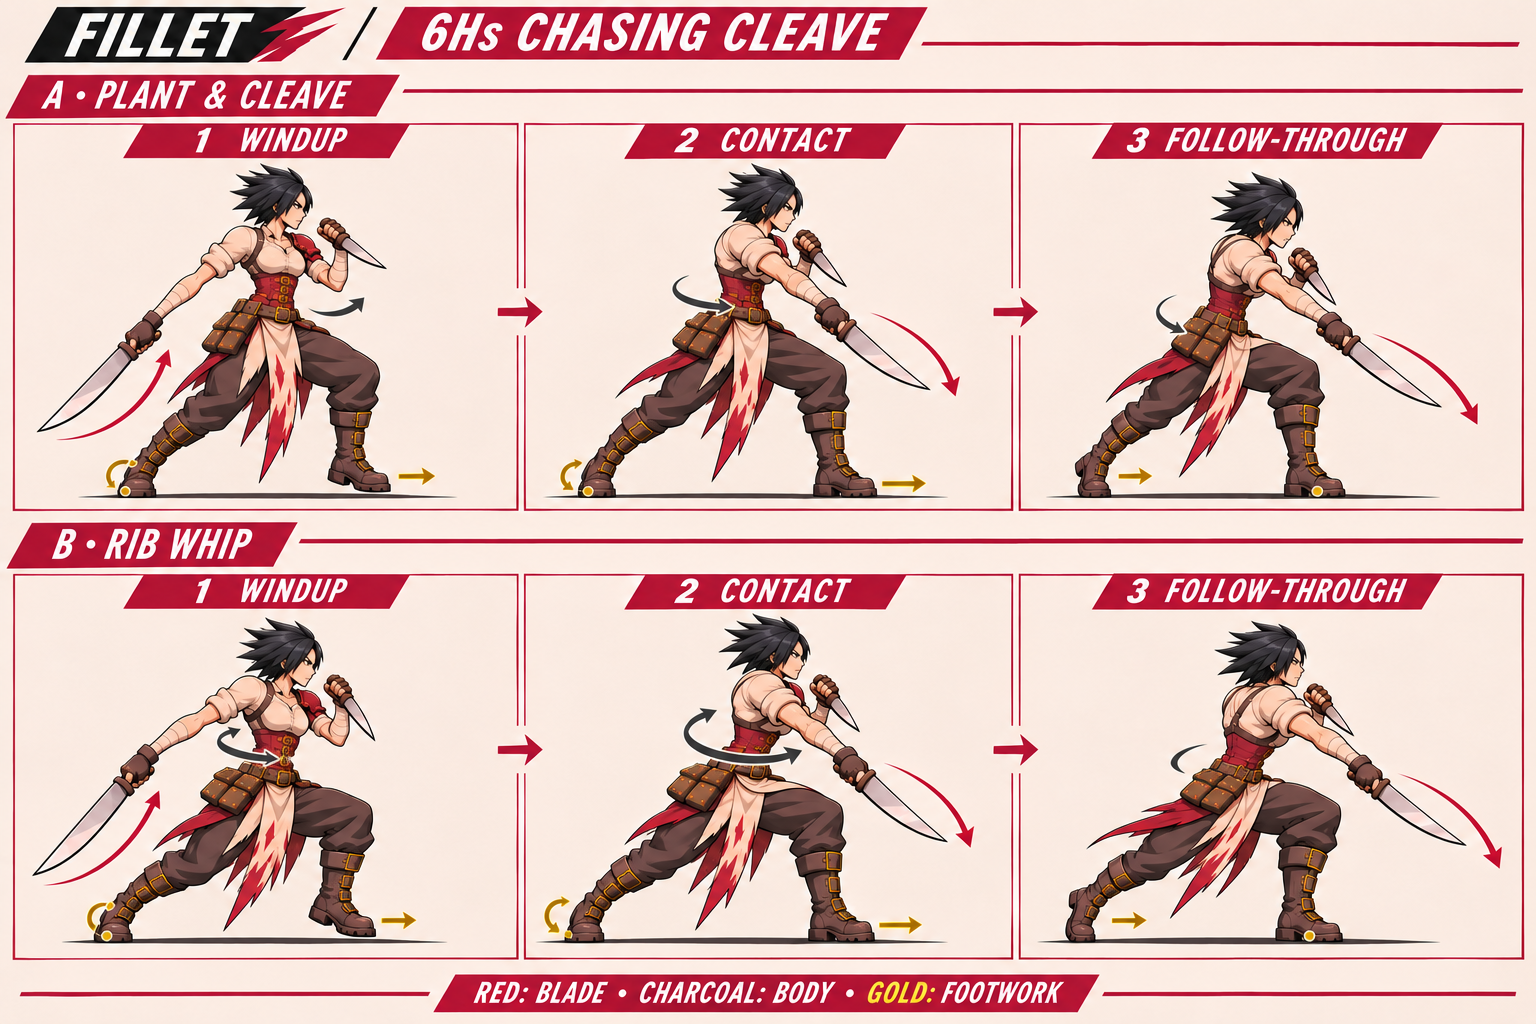 FILLET / 6Hs CHASING CLEAVE
A • PLANT & CLEAVE
1 WINDUP
2 CONTACT
3 FOLLOW-THROUGH
B • RIB WHIP
1 WINDUP
2 CONTACT
3 FOLLOW-THROUGH
RED: BLADE • CHARCOAL: BODY • GOLD: FOOTWORK